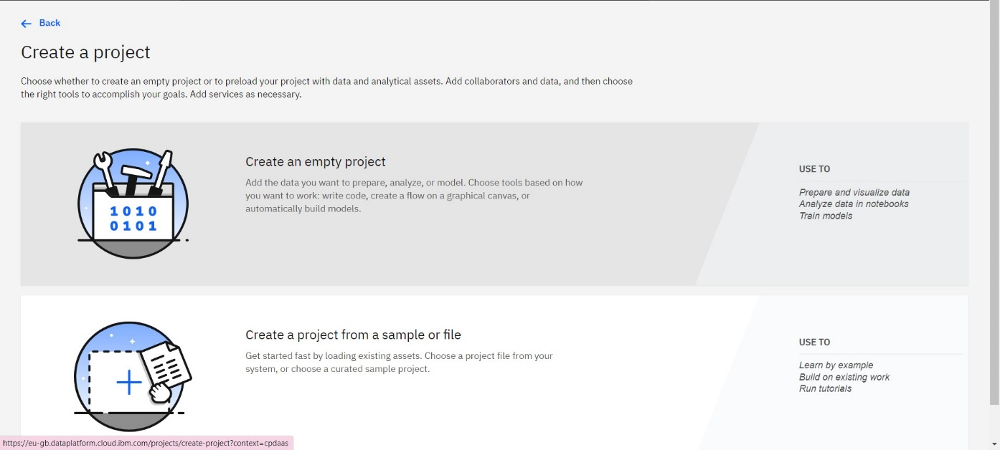 Back
Create a project
Choose whether to create an empty project or to preload your project with data and analytical assets. Add collaborators and data, and then choose
the right tools to accomplish your goals. Add services as necessary.
1010
0101
Create an empty project
Add the data you want to prepare, analyze, or model. Choose tools based on how
you want to work: write code, create a flow on a graphical canvas, or
automatically build models.
USE TO
Prepare and visualize data
Analyze data in notebooks
Train models
Create a project from a sample or file
Get started fast by loading existing assets. Choose a project file from your
system, or choose a curated sample project.
USE TO
Learn by example
Build on existing work
Run tutorials
https://eu-gb.dataplatform.cloud.ibm.com/projects/create-project?context=cpdaas